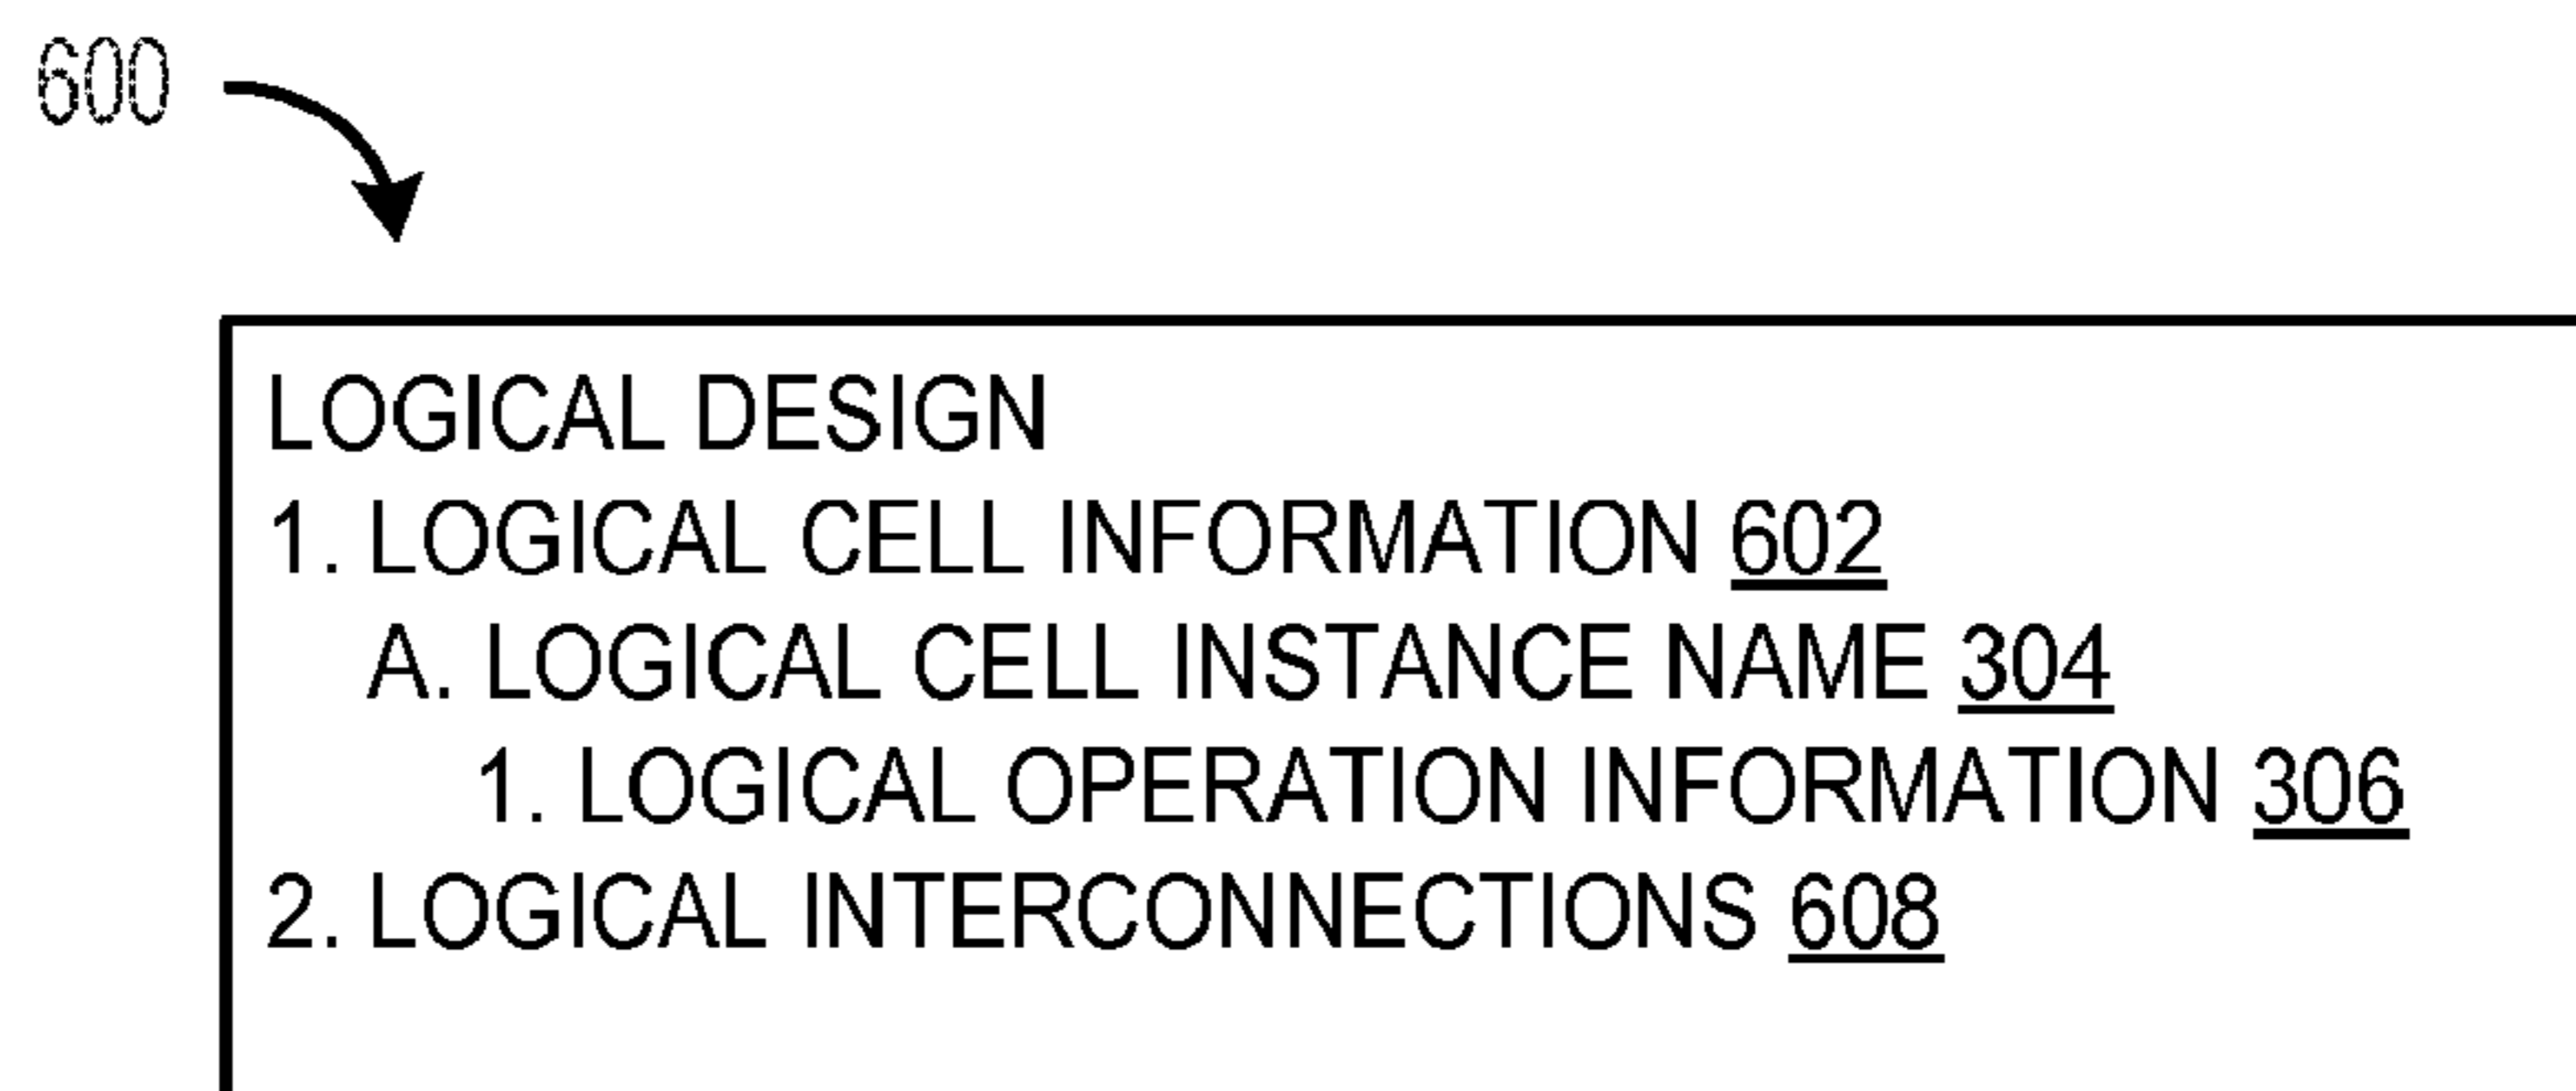 600
LOGICAL DESIGN
1. LOGICAL CELL INFORMATION 602
A. LOGICAL CELL INSTANCE NAME 304
1. LOGICAL OPERATION INFORMATION 306
2. LOGICAL INTERCONNECTIONS 608